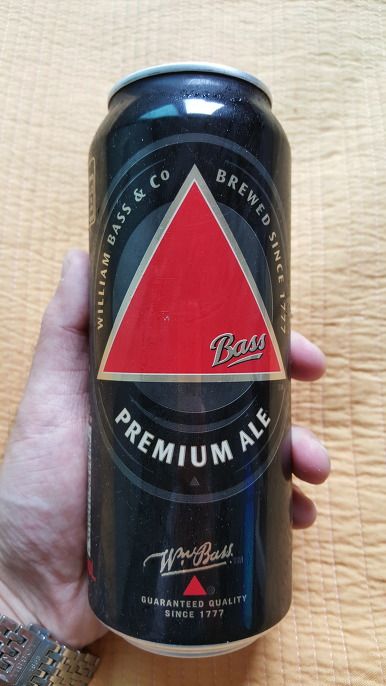 WILLIAM BASS & Co
BREWED SINCE 1777
Bass
PREMIUM ALE
Wm Bass
GUARANTEED QUALITY
SINCE 1777